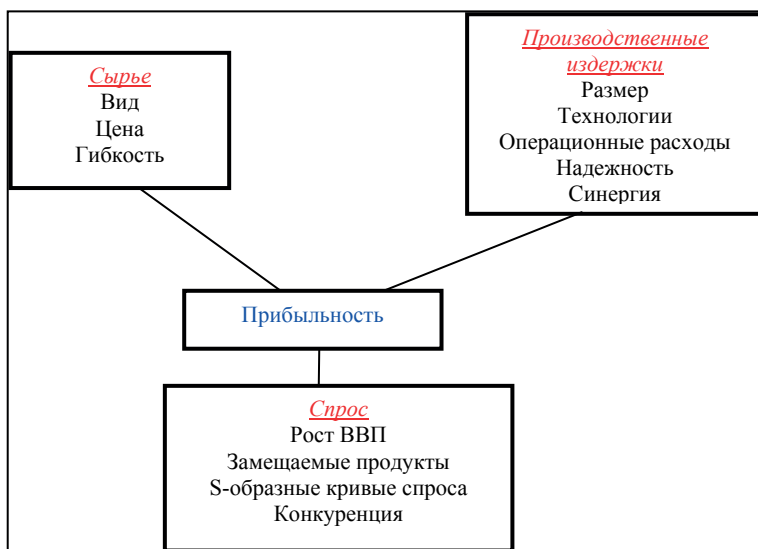 Сырье
Вид
Цена
Гибкость
Производственные
издержки
Размер
Технологии
Операционные расходы
Надежность
Синергия
Прибыльность
Спрос
Рост ВВП
Замещаемые продукты
S-образные кривые спроса
Конкуренция